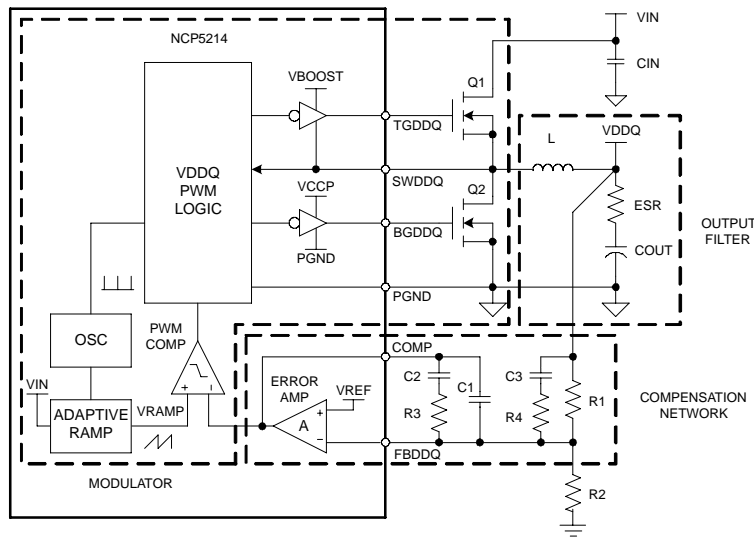 VIN
NCP5214
CIN
VBOOST
Q1
TGDDQ
L
VDDQ
VDDQ
PWM
LOGIC
SWDDQ
VCCP
Q2
ESR
BGDDQ
OUTPUT
FILTER
PGND
COUT
PGND
OSC
PWM
COMP
COMP
VIN
ERROR
AMP
VREF
C2
C1
C3
R1
COMPENSATION
NETWORK
ADAPTIVE
RAMP
VRAMP
+
−
A
+
−
R3
R4
FBDDQ
MODULATOR
R2